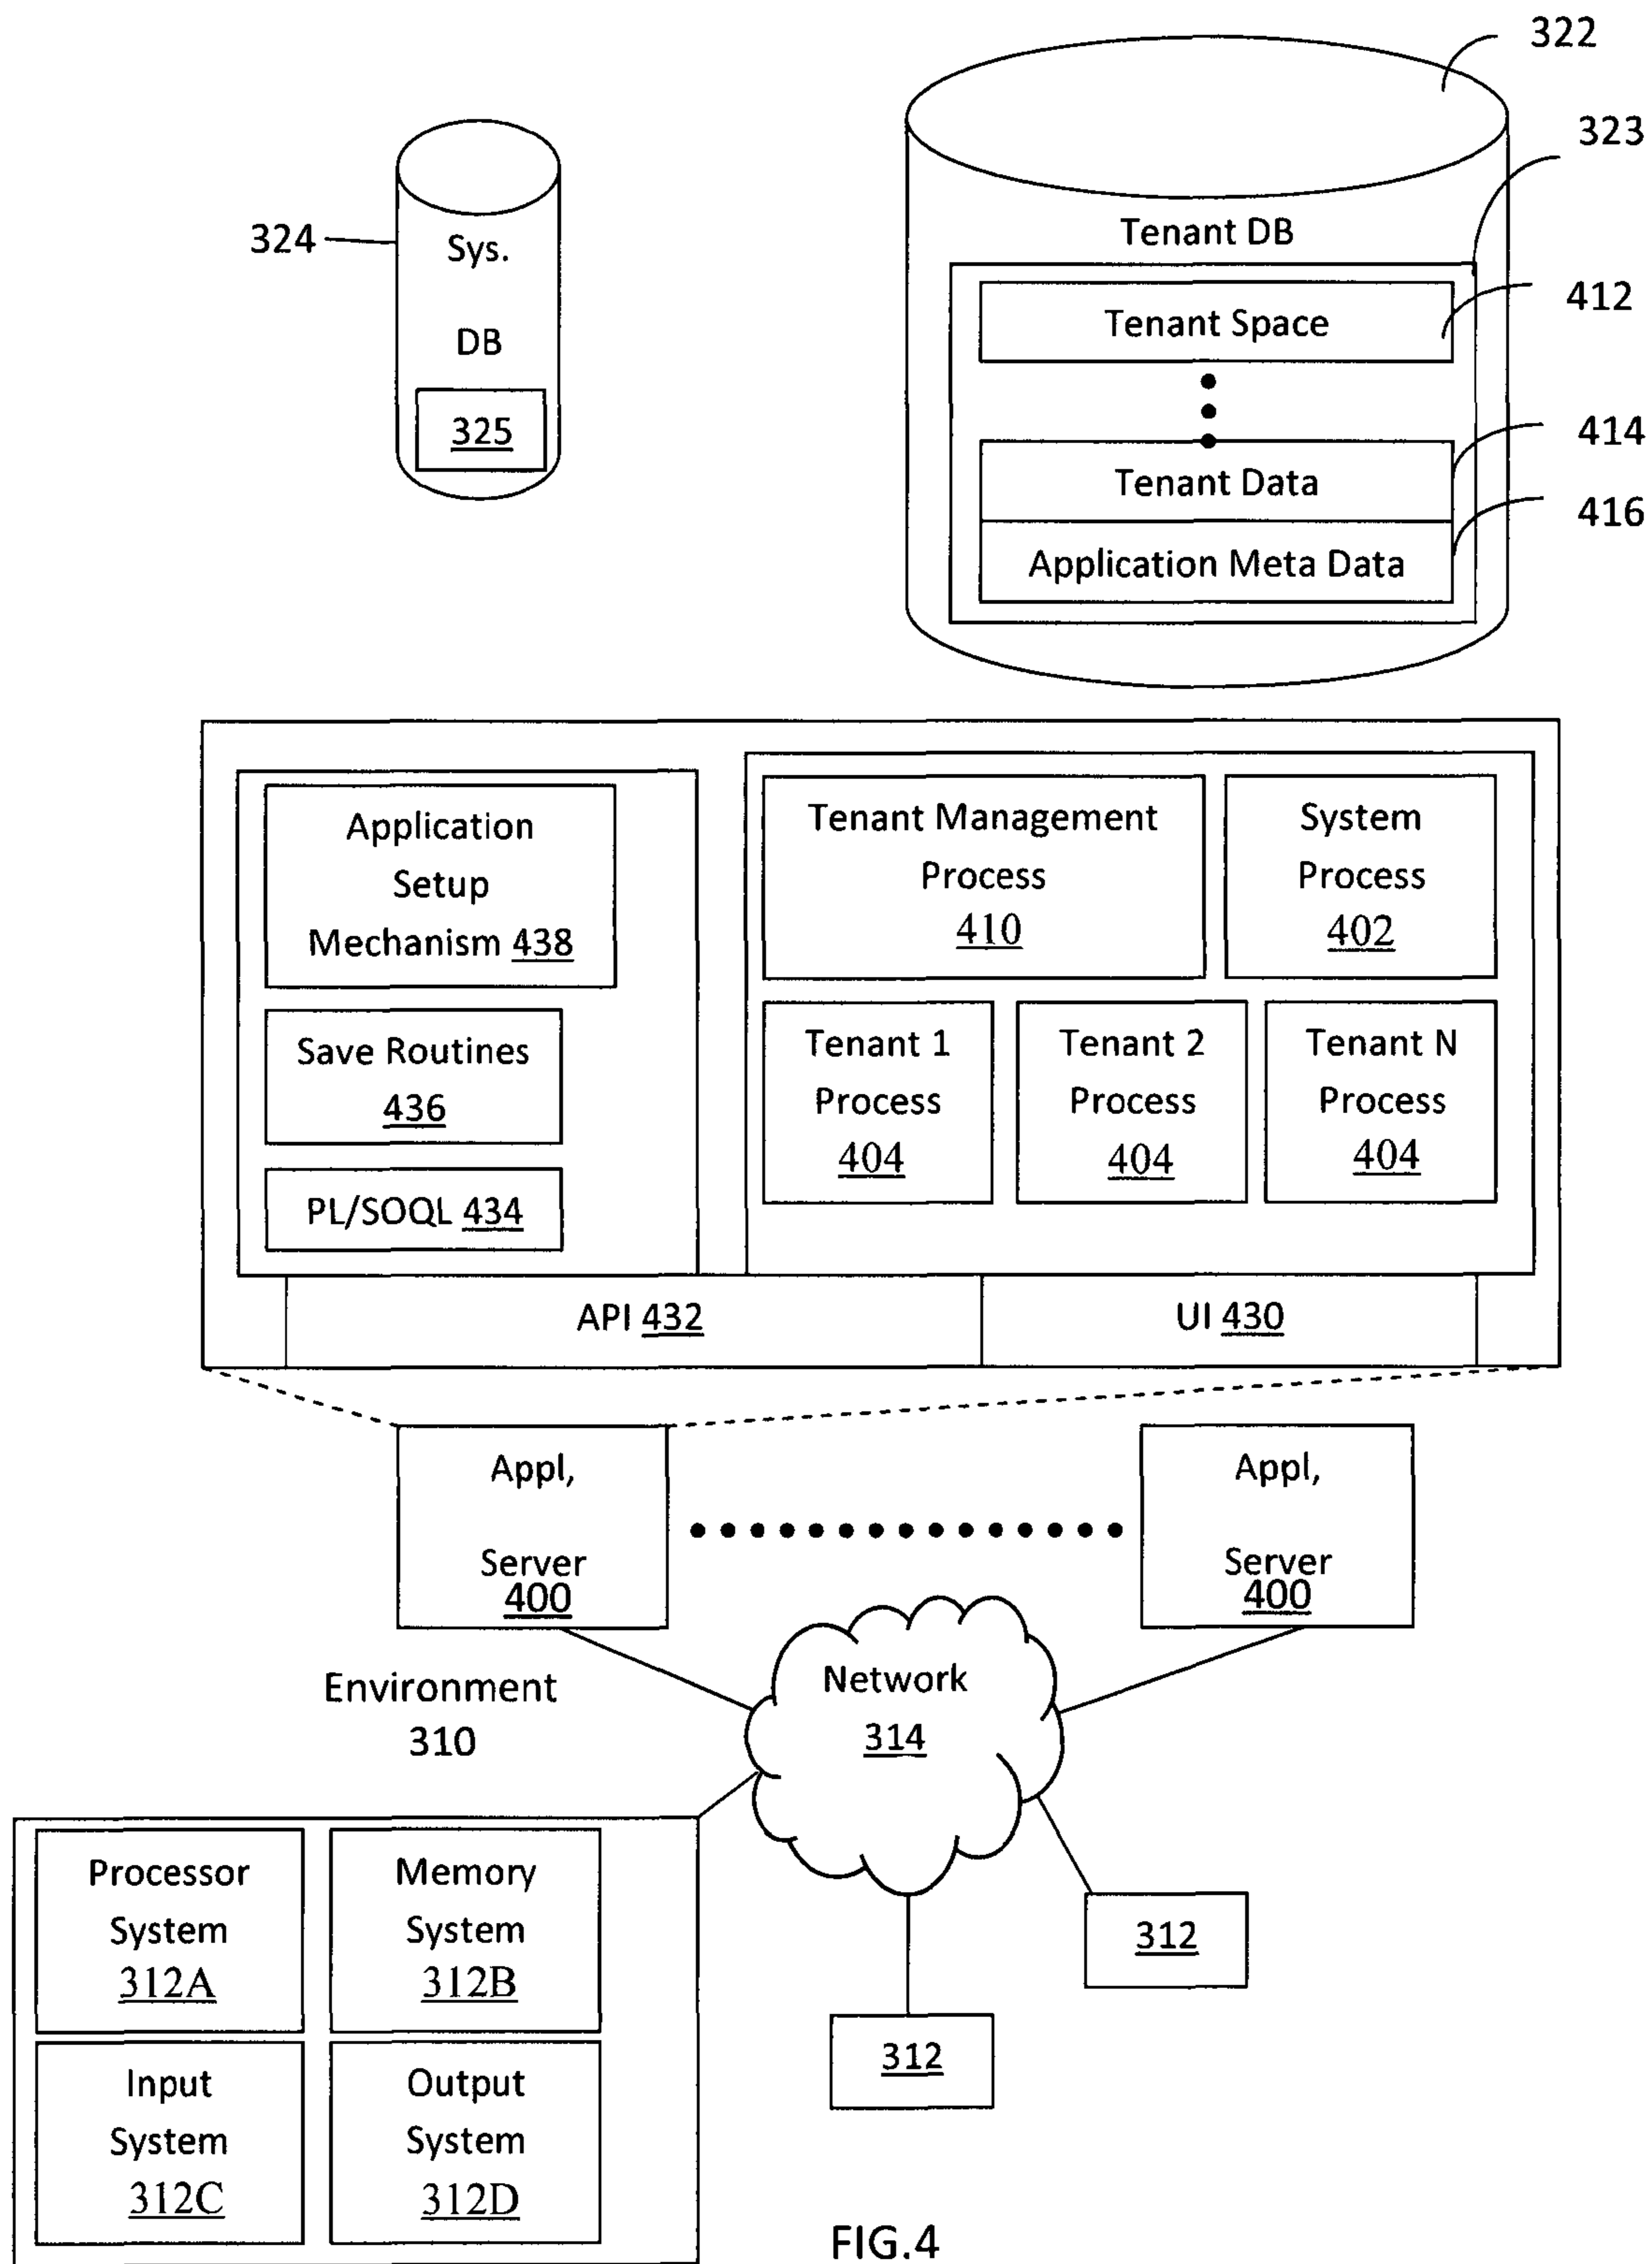 322
323
324
Sys.
DB
325
Tenant DB
Tenant Space
412
Tenant Data
414
Application Meta Data
416
Application
Setup
Mechanism 438
Save Routines
436
PL/SOQL 434
Tenant Management
Process
410
System
Process
402
Tenant 1
Process
404
Tenant 2
Process
404
Tenant N
Process
404
API 432
UI 430
Appl,
Server
400
Appl,
Server
400
Environment
310
Network
314
Processor
System
312A
Memory
System
312B
Input
System
312C
Output
System
312D
312
312
FIG.4